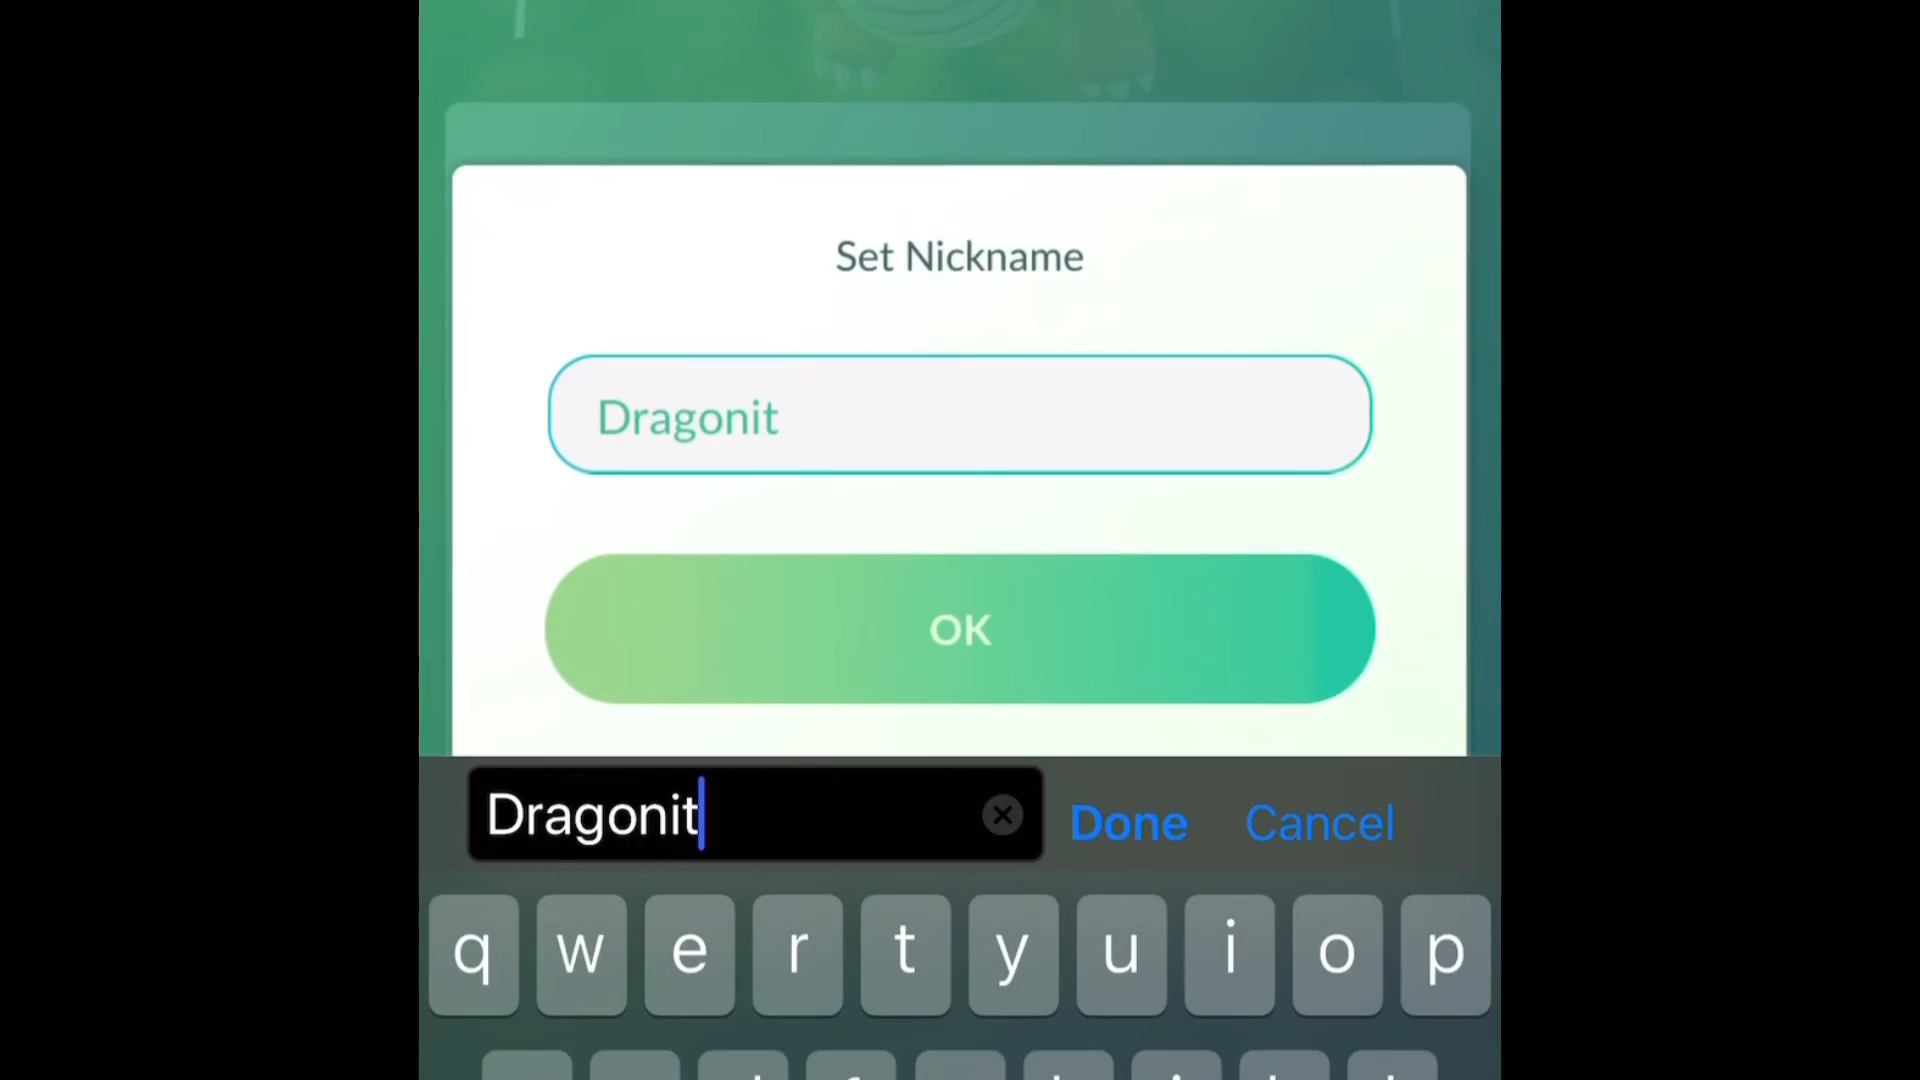 Set Nickname
Dragonit
OK
Dragonit Done Cancel
q w e r t y u i o p